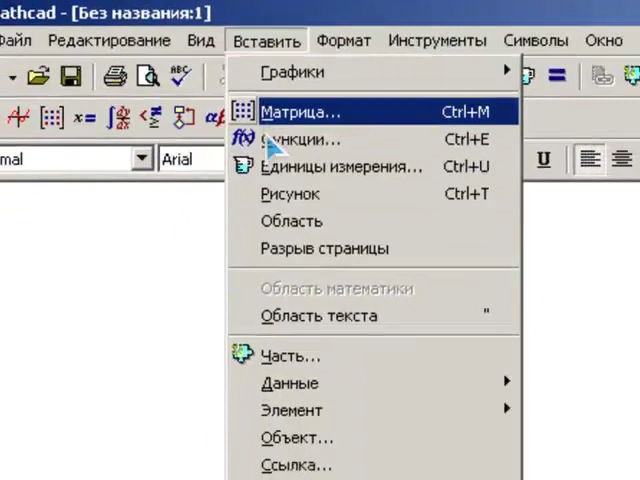 athcad - [Без названия:1]
Файл Редактирование Вид Вставить Формат Инструменты Символы Окно
Графики
Матрица... Ctrl+M
Функции... Ctrl+E
Единицы измерения... Ctrl+U
Рисунок Ctrl+T
Область
Разрыв страницы
Область математики
Область текста "
Часть...
Данные
Элемент
Объект...
Ссылка...
mal Arial U